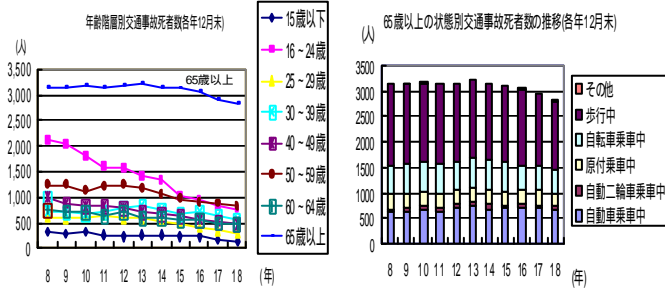 年齢階層別交通事故死者数各年12月末)
(人)
3,500
3,000
2,500
2,000
1,500
1,000
500
0
65歳以上
8 9 10 11 12 13 14 15 16 17 18
(年)
15歳以下
16～24歳
25～29歳
30～39歳
40～49歳
50～59歳
60～64歳
65歳以上
65歳以上の状態別交通事故死者数の推移(各年12月末)
(人)
3500
3000
2500
2000
1500
1000
500
0
8 9 10 11 12 13 14 15 16 17 18
(年)
その他
歩行中
自転車乗車中
原付乗車中
自動二輪車乗車中
自動車乗車中